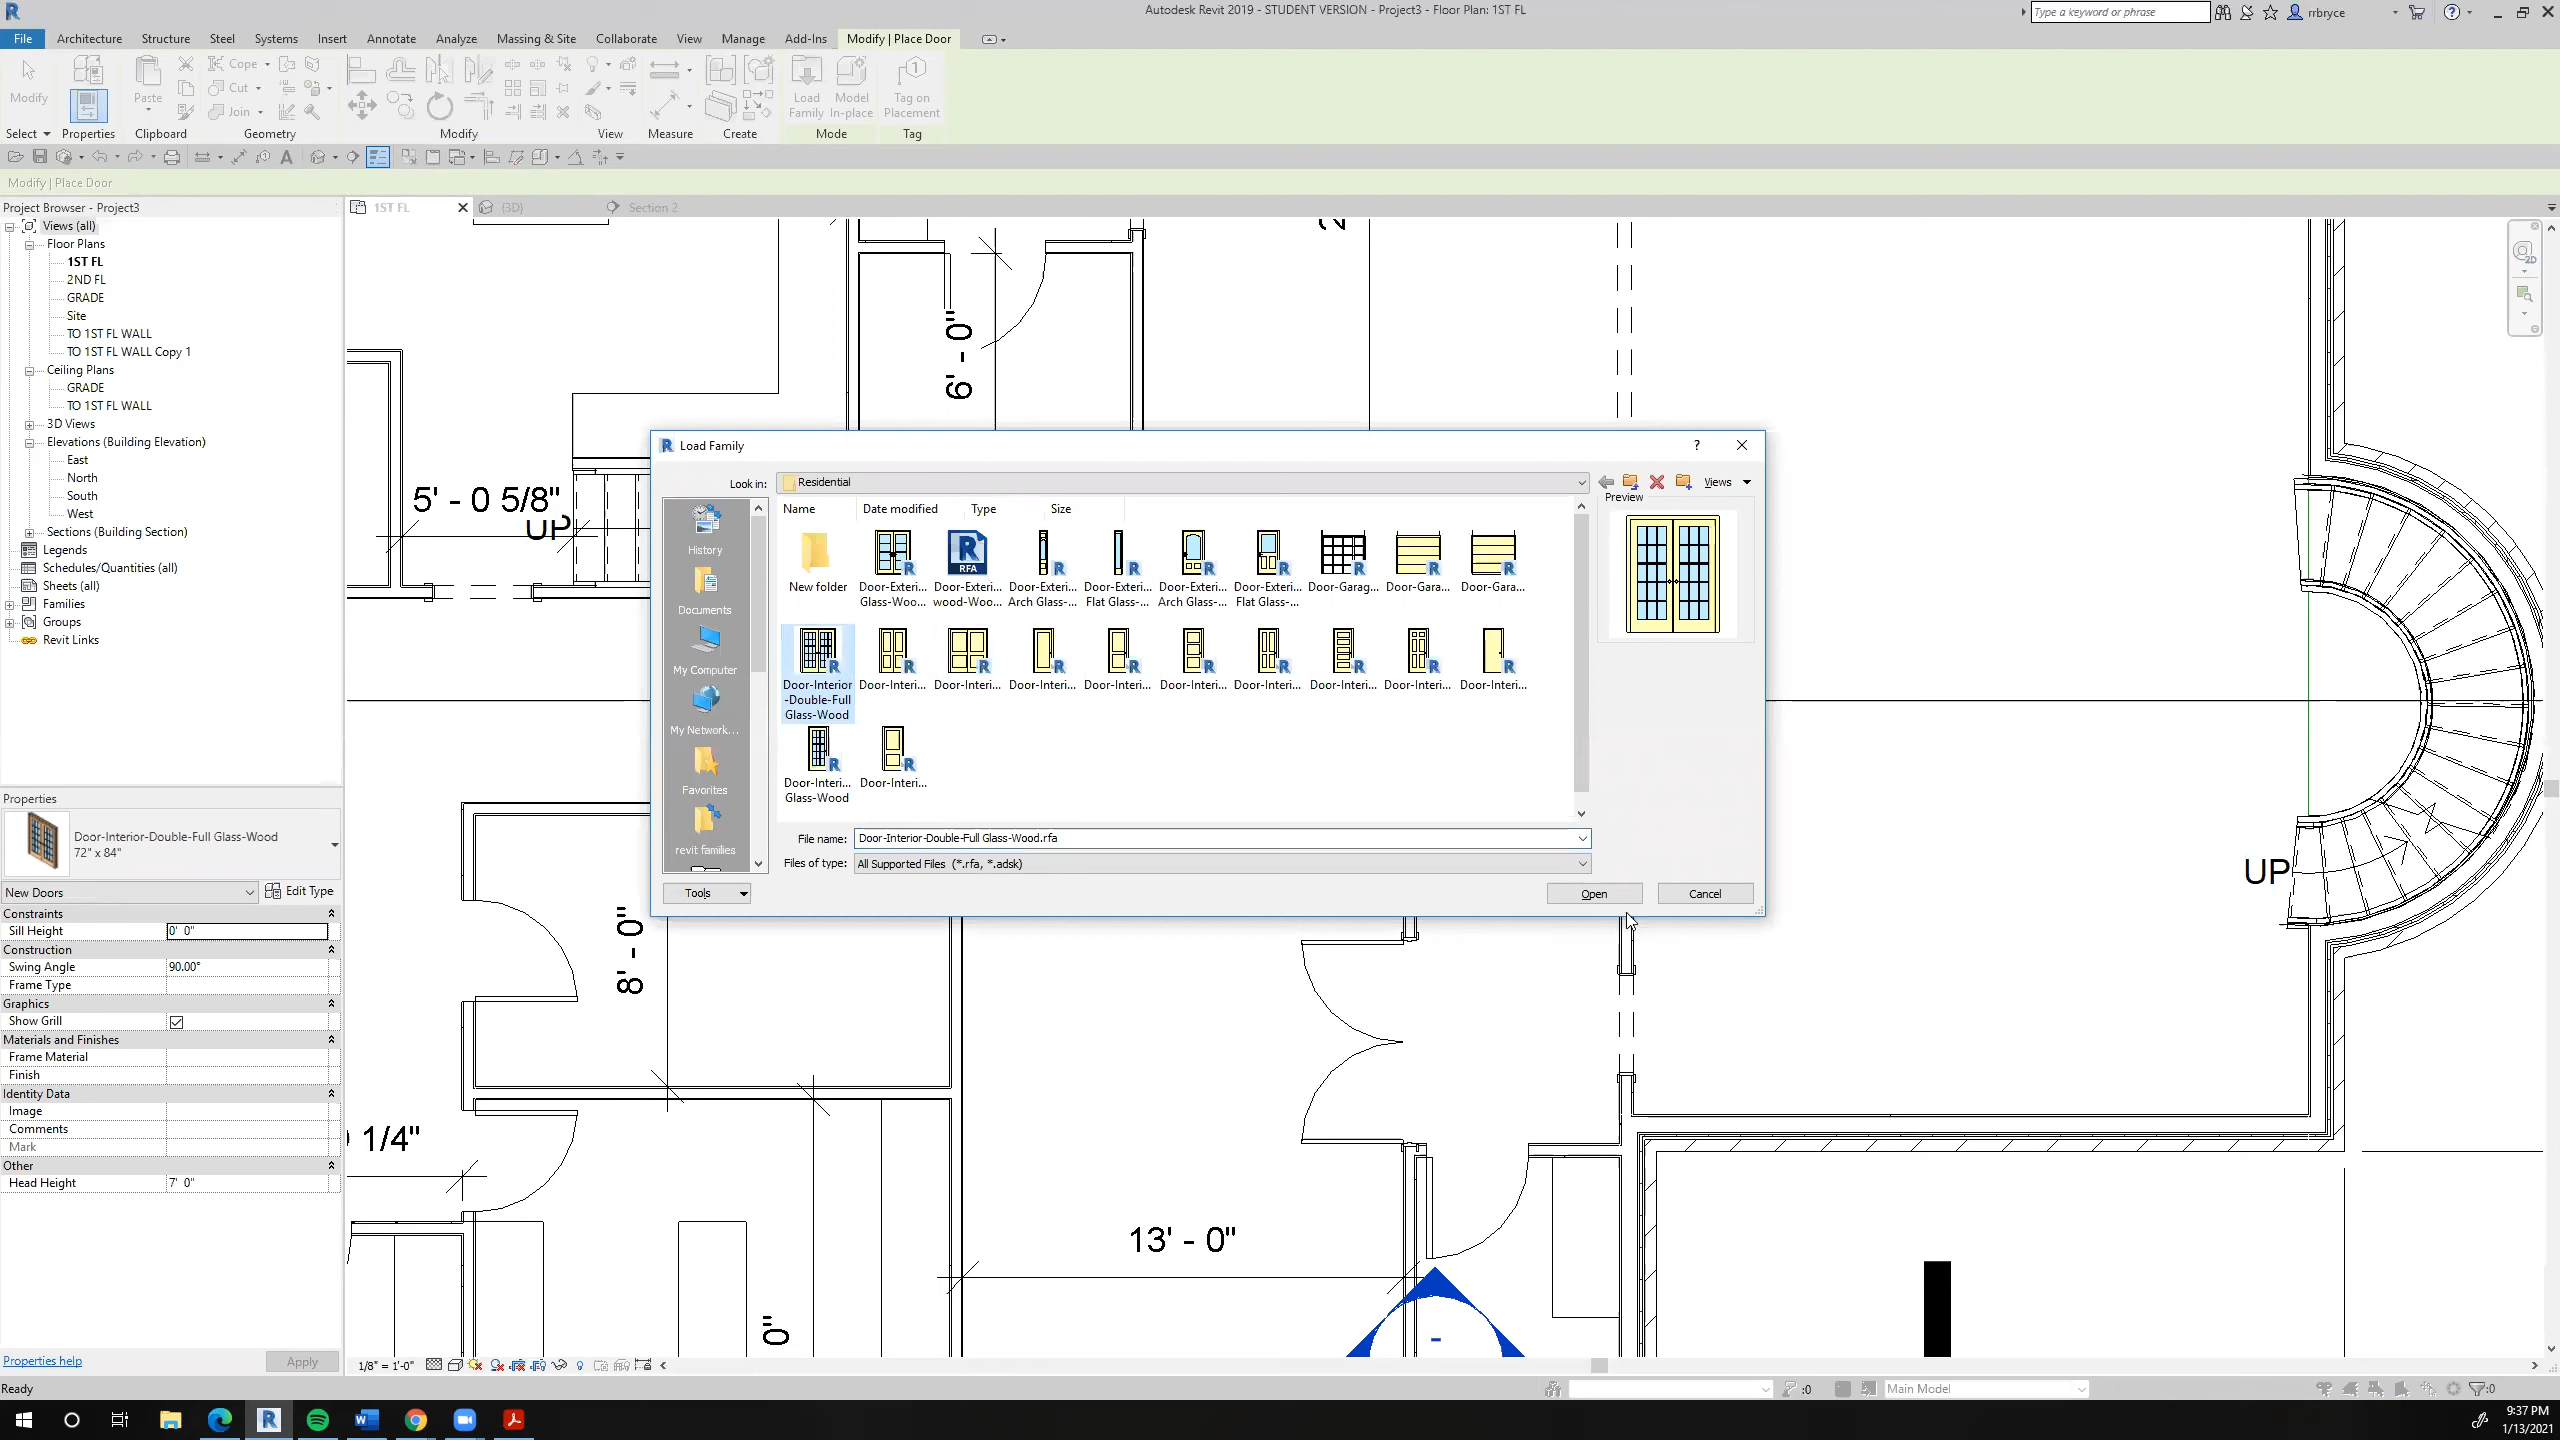 Autodesk Revit 2019 - STUDENT VERSION - Project3 - Floor Plan: 1ST FL
Type a keyword or phrase
rrbryce
File Architecture Structure Steel Systems Insert Annotate Analyze Massing & Site Collaborate View Manage Add-Ins Modify | Place Door
Modify
Paste
Cope
Cut
Join
Load Family
Model In-place
Tag on Placement
Select Properties Clipboard Geometry Modify View Measure Create Mode Tag
Modify | Place Door
Project Browser - Project3
1ST FL
{3D}
Section 2
Views (all)
Floor Plans
1ST FL
2ND FL
GRADE
Site
TO 1ST FL WALL
TO 1ST FL WALL Copy 1
Ceiling Plans
GRADE
TO 1ST FL WALL
3D Views
Elevations (Building Elevation)
East
North
South
West
Sections (Building Section)
Legends
Schedules/Quantities (all)
Sheets (all)
Families
Groups
Revit Links
6' - 0"
5' - 0 5/8"
UP
Load Family
Look in: Residential
Views
Preview
Name Date modified Type Size
History
Documents
My Computer
My Network...
Favorites
revit families
New folder
Door-Exteri...
Glass-Woo...
Door-Exteri...
wood-Woo...
Door-Exteri...
Arch Glass-...
Door-Exteri...
Flat Glass-...
Door-Exteri...
Arch Glass-...
Door-Exteri...
Flat Glass-...
Door-Garag...
Door-Gara...
Door-Gara...
Door-Interior
-Double-Full
Glass-Wood
Door-Interi...
Door-Interi...
Door-Interi...
Door-Interi...
Door-Interi...
Door-Interi...
Door-Interi...
Door-Interi...
Door-Interi...
Door-Interi...
Glass-Wood
Door-Interi...
File name: Door-Interior-Double-Full Glass-Wood.rfa
Files of type: All Supported Files (*.rfa, *.adsk)
Tools
Open
Cancel
UP
8' - 0"
1/4"
13' - 0"
0"
2
2D
Properties
Door-Interior-Double-Full Glass-Wood
72" x 84"
New Doors
Edit Type
Constraints
Sill Height 0' 0"
Construction
Swing Angle 90.00°
Frame Type
Graphics
Show Grill
Materials and Finishes
Frame Material
Finish
Identity Data
Image
Comments
Mark
Other
Head Height 7' 0"
Properties help
Apply
1/8" = 1'-0"
Ready
:0
Main Model
:0
9:37 PM
1/13/2021